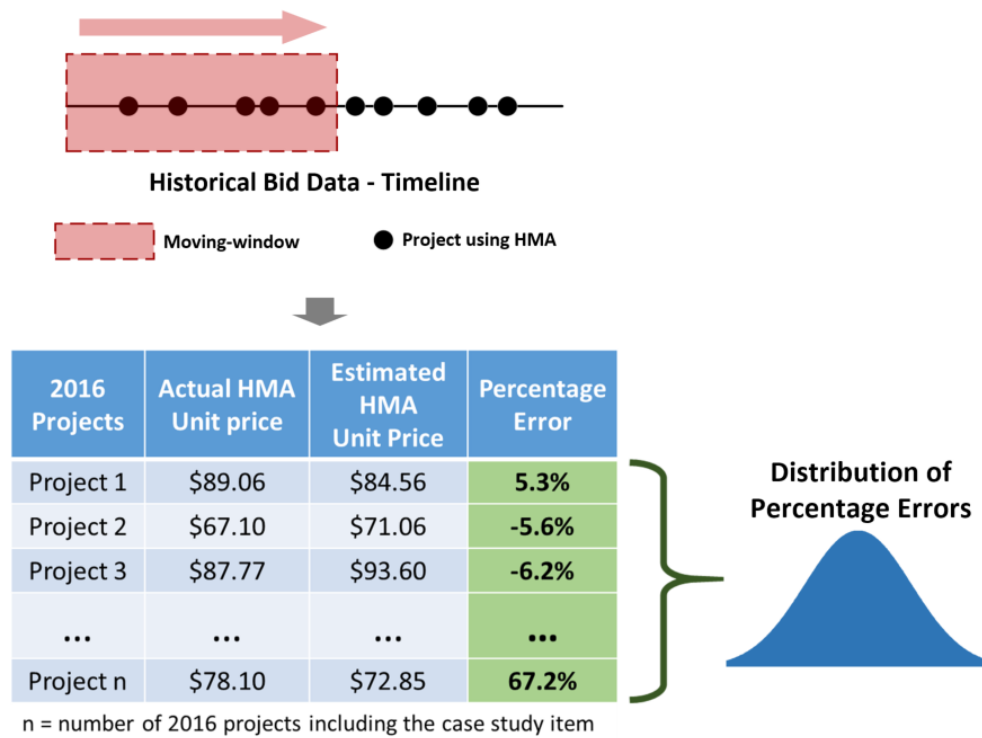 Historical Bid Data - Timeline
Moving-window
Project using HMA
2016 Projects
Actual HMA Unit price
Estimated HMA Unit Price
Percentage Error
Project 1 $89.06 $84.56 5.3%
Project 2 $67.10 $71.06 -5.6%
Project 3 $87.77 $93.60 -6.2%
... ... ... ...
Project n $78.10 $72.85 67.2%
n = number of 2016 projects including the case study item
Distribution of
Percentage Errors